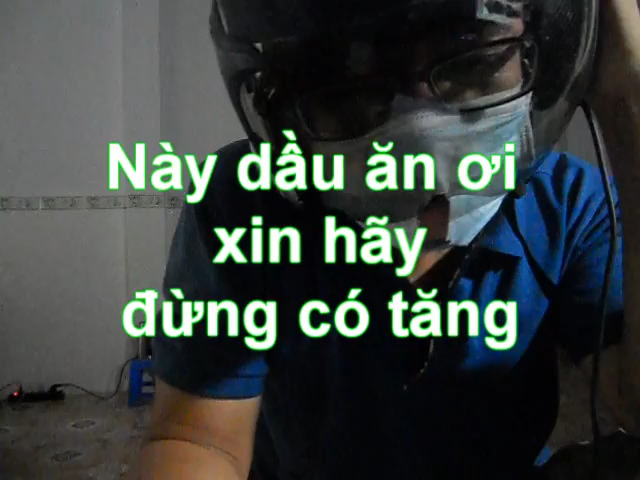 Này dầu ăn ơi
xin hãy
đừng có tăng